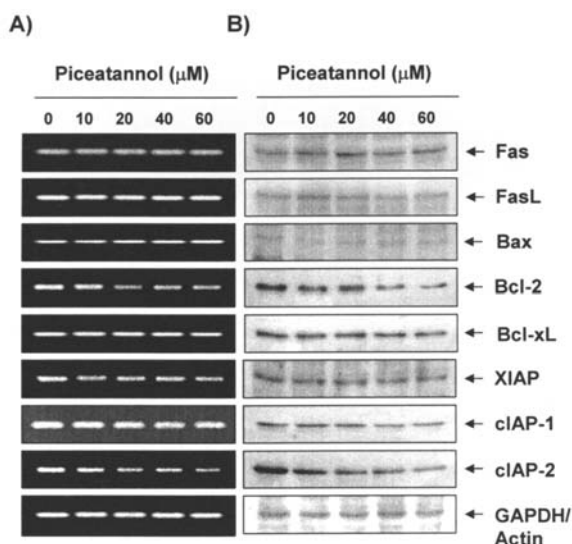 A)
B)
Piceatannol (μM)
Piceatannol (μM)
0 10 20 40 60
0 10 20 40 60
← Fas
← FasL
← Bax
← Bcl-2
← Bcl-xL
← XIAP
← cIAP-1
← cIAP-2
← GAPDH/
Actin